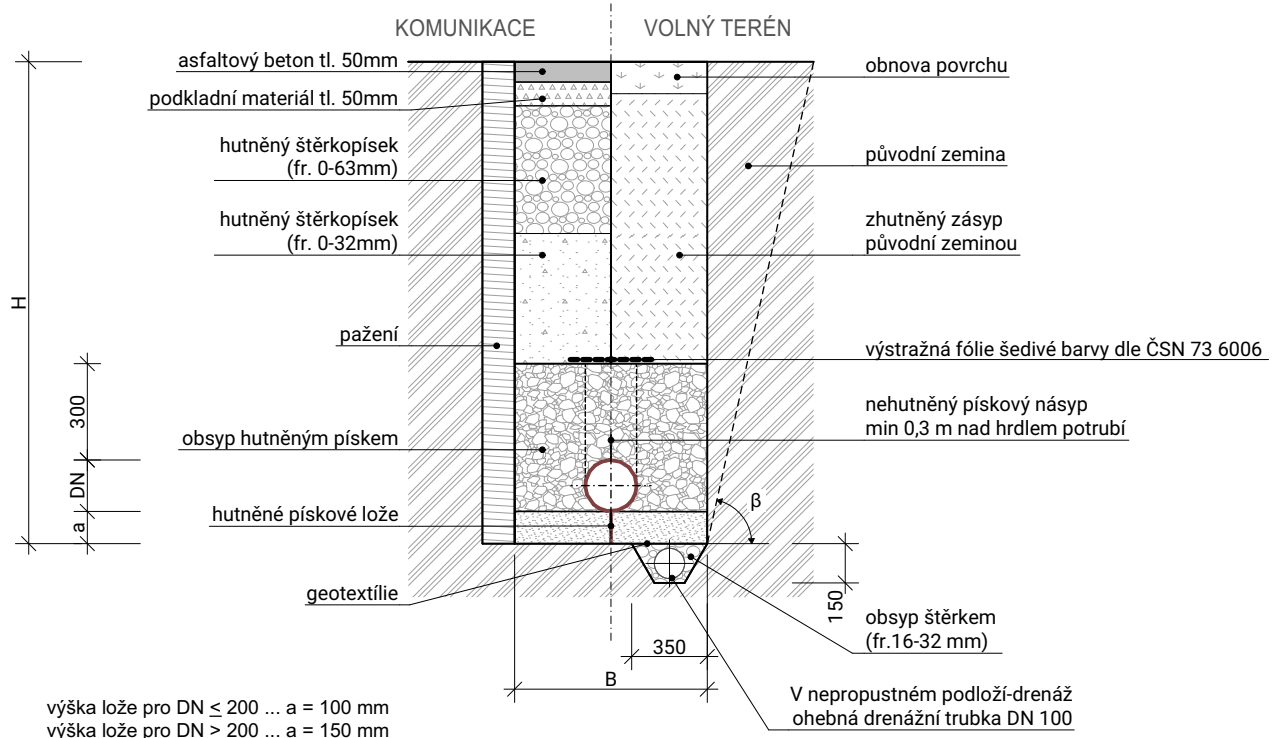 KOMUNIKACE
VOLNÝ TERÉN
asfaltový beton tl. 50mm
podkladní materiál tl. 50mm
hutněný štěrkopísek
(fr. 0-63mm)
hutněný štěrkopísek
(fr. 0-32mm)
pažení
obsyp hutněným pískem
hutněné pískové lože
geotextílie
obnova povrchu
původní zemina
zhutněný zásyp
původní zeminou
výstražná fólie šedivé barvy dle ČSN 73 6006
nehutněný pískový násyp
min 0,3 m nad hrdlem potrubí
β
obsyp štěrkem
(fr.16-32 mm)
V nepropustném podloží-drenáž
ohebná drenážní trubka DN 100
H
300
DN
a
150
350
B
výška lože pro DN ≤ 200 ... a = 100 mm
výška lože pro DN > 200 ... a = 150 mm